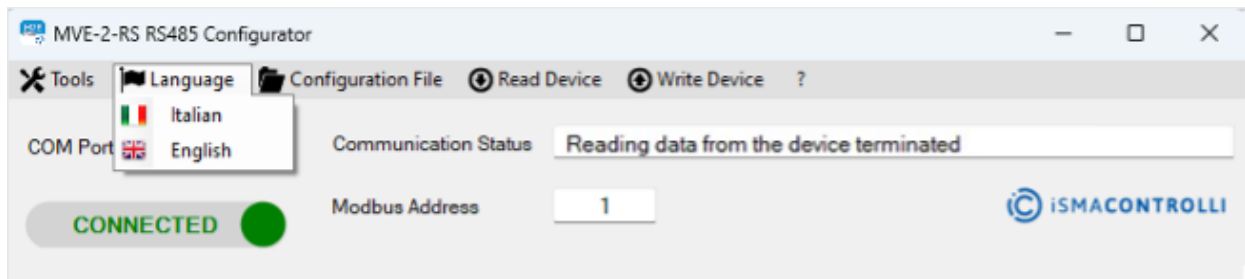 MVE-2-RS RS485 Configurator
Tools Language Configuration File Read Device Write Device ?
Italian
English
COM Port
Communication Status Reading data from the device terminated
CONNECTED
Modbus Address 1
iSMACONTROLLI